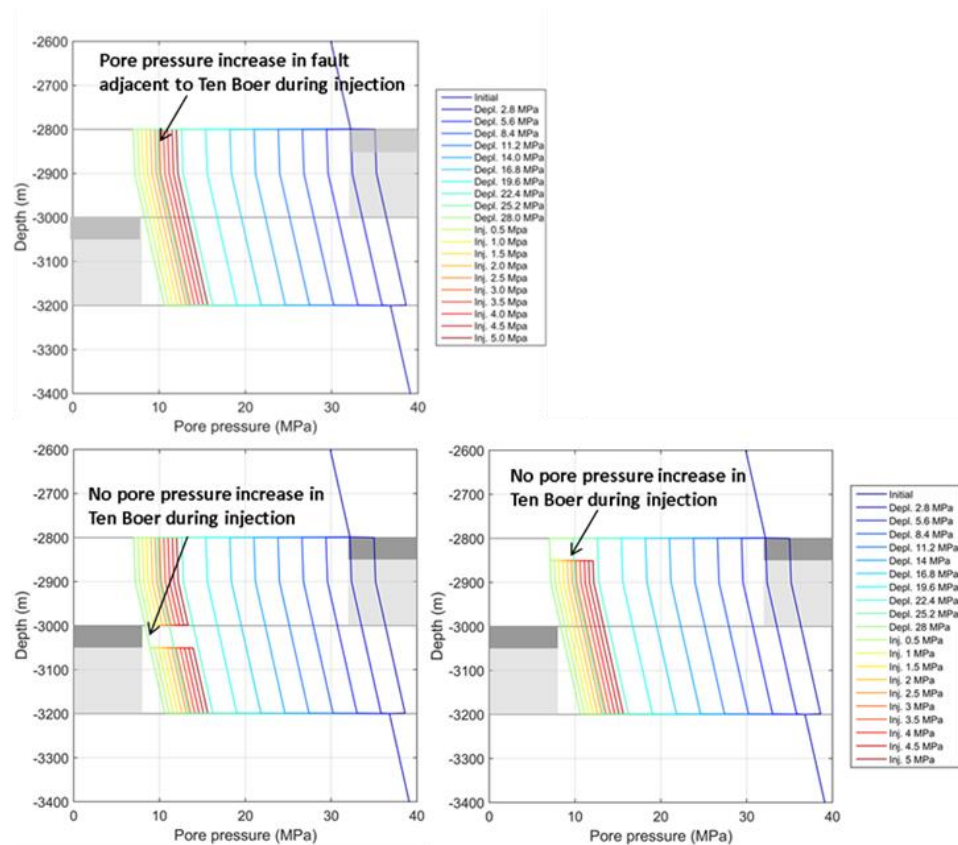 Pore pressure increase in fault
adjacent to Ten Boer during injection
-2600
-2700
-2800
-2900
-3000
-3100
-3200
-3300
-3400
Depth (m)
0 10 20 30 40
Pore pressure (MPa)
Initial
Depl. 2.8 MPa
Depl. 5.6 MPa
Depl. 8.4 MPa
Depl. 11.2 MPa
Depl. 14.0 MPa
Depl. 16.8 MPa
Depl. 19.6 MPa
Depl. 22.4 MPa
Depl. 25.2 MPa
Depl. 28.0 MPa
Inj. 0.5 Mpa
Inj. 1.0 Mpa
Inj. 1.5 Mpa
Inj. 2.0 Mpa
Inj. 2.5 Mpa
Inj. 3.0 Mpa
Inj. 3.5 Mpa
Inj. 4.0 Mpa
Inj. 4.5 Mpa
Inj. 5.0 Mpa
No pore pressure increase in
Ten Boer during injection
-2600
-2700
-2800
-2900
-3000
-3100
-3200
-3300
-3400
Depth (m)
0 10 20 30 40
Pore pressure (MPa)
No pore pressure increase in
Ten Boer during injection
-2600
-2700
-2800
-2900
-3000
-3100
-3200
-3300
-3400
Depth (m)
0 10 20 30 40
Pore pressure (MPa)
Initial
Depl. 2.8 MPa
Depl. 5.6 MPa
Depl. 8.4 MPa
Depl. 11.2 MPa
Depl. 14 MPa
Depl. 16.8 MPa
Depl. 19.6 MPa
Depl. 22.4 MPa
Depl. 25.2 MPa
Depl. 28 MPa
Inj. 0.5 MPa
Inj. 1 MPa
Inj. 1.5 MPa
Inj. 2 MPa
Inj. 2.5 MPa
Inj. 3 MPa
Inj. 3.5 MPa
Inj. 4 MPa
Inj. 4.5 MPa
Inj. 5 MPa